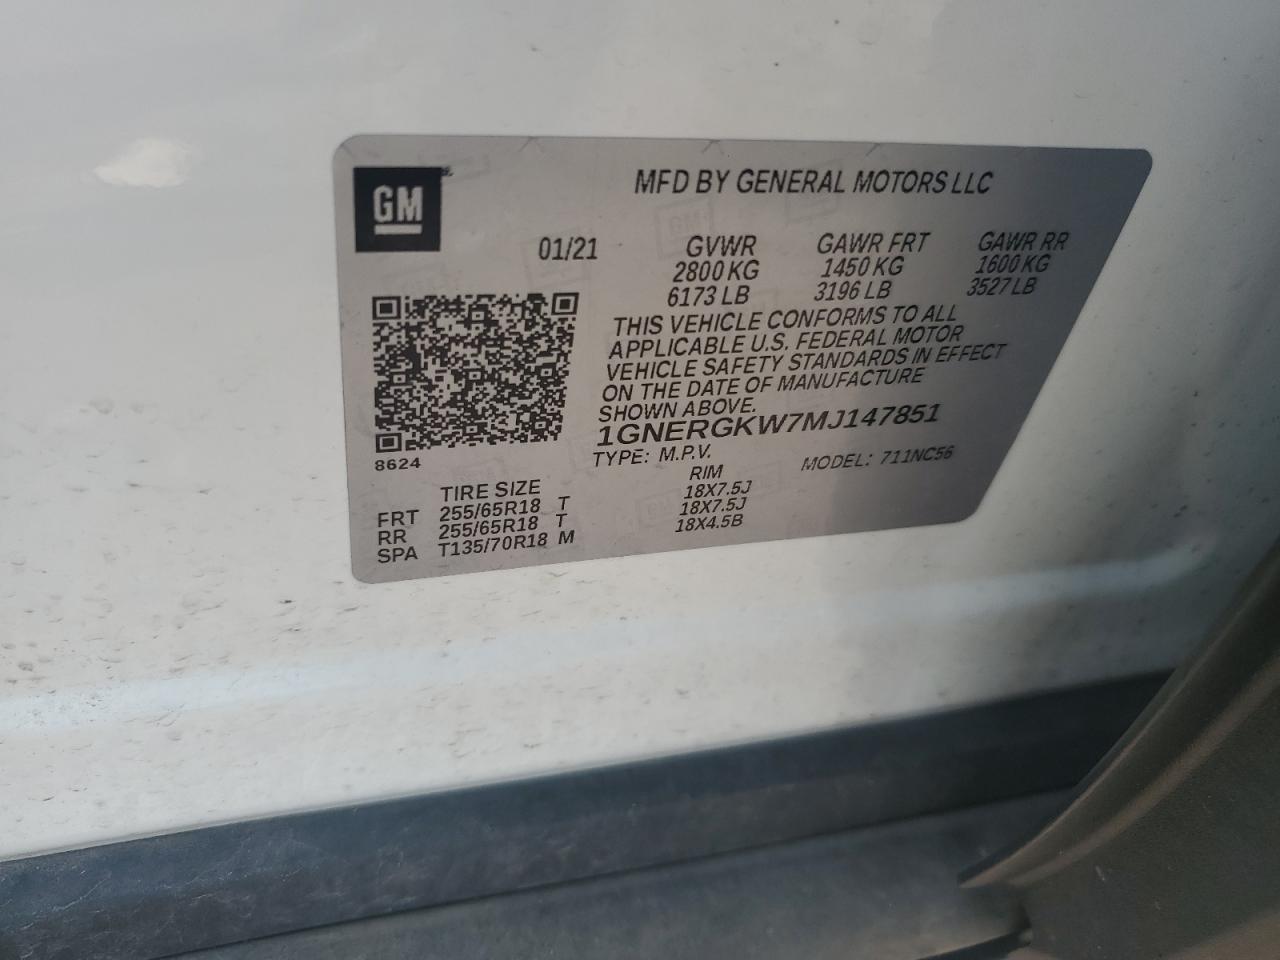 GM
MFD BY GENERAL MOTORS LLC
01/21 GVWR GAWR FRT GAWR RR
2800 KG 1450 KG 1600 KG
6173 LB 3196 LB 3527 LB
THIS VEHICLE CONFORMS TO ALL
APPLICABLE U.S. FEDERAL MOTOR
VEHICLE SAFETY STANDARDS IN EFFECT
ON THE DATE OF MANUFACTURE
SHOWN ABOVE.
1GNERGKW7MJ147851
8624
TYPE: M.P.V. MODEL: 711NC56
TIRE SIZE RIM
FRT 255/65R18 T 18X7.5J
RR 255/65R18 T 18X7.5J
SPA T135/70R18 M 18X4.5B